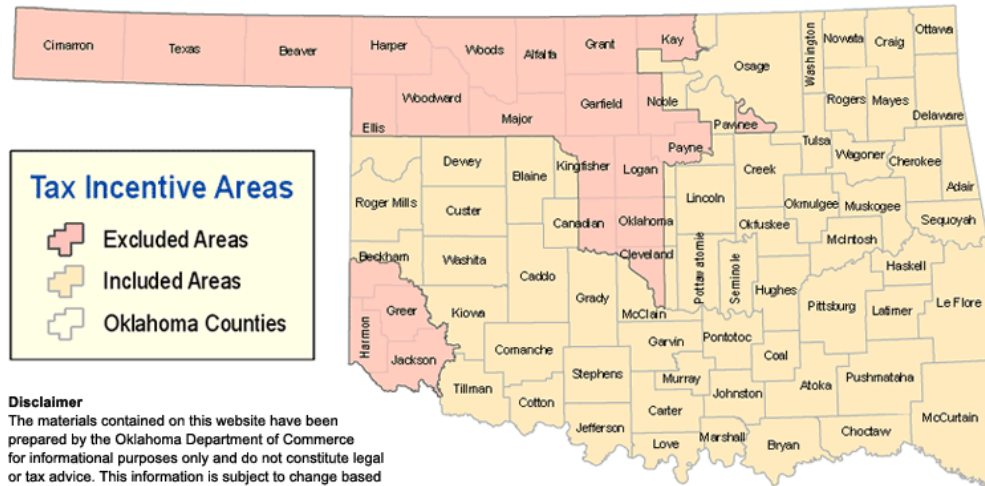 Cimarron
Texas
Beaver
Harper
Woods
Alfalfa
Grant
Kay
Osage
Washington
Nowata
Craig
Ottawa
Woodward
Ellis
Major
Garfield
Noble
Pawnee
Rogers
Mayes
Delaware
Payne
Tulsa
Wagoner
Cherokee
Adair
Dewey
Blaine
Kingfisher
Logan
Creek
Roger Mills
Custer
Canadian
Oklahoma
Lincoln
Okmulgee
Muskogee
Sequoyah
Okfuskee
McIntosh
Beckham
Washita
Caddo
Cleveland
Pottawatomie
Seminole
Hughes
Haskell
Harmon
Greer
Kiowa
Grady
McClain
Pittsburg
Latimer
Le Flore
Jackson
Comanche
Garvin
Pontotoc
Coal
Tillman
Stephens
Murray
Johnston
Atoka
Pushmataha
Cotton
Carter
Jefferson
Love
Marshall
Bryan
Choctaw
McCurtain
Tax Incentive Areas
Excluded Areas
Included Areas
Oklahoma Counties
Disclaimer
The materials contained on this website have been
prepared by the Oklahoma Department of Commerce
for informational purposes only and do not constitute legal
or tax advice. This information is subject to change based